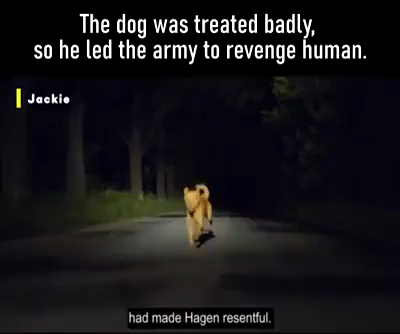 The dog was treated badly,
so he led the army to revenge human.
Jackie
had made Hagen resentful.